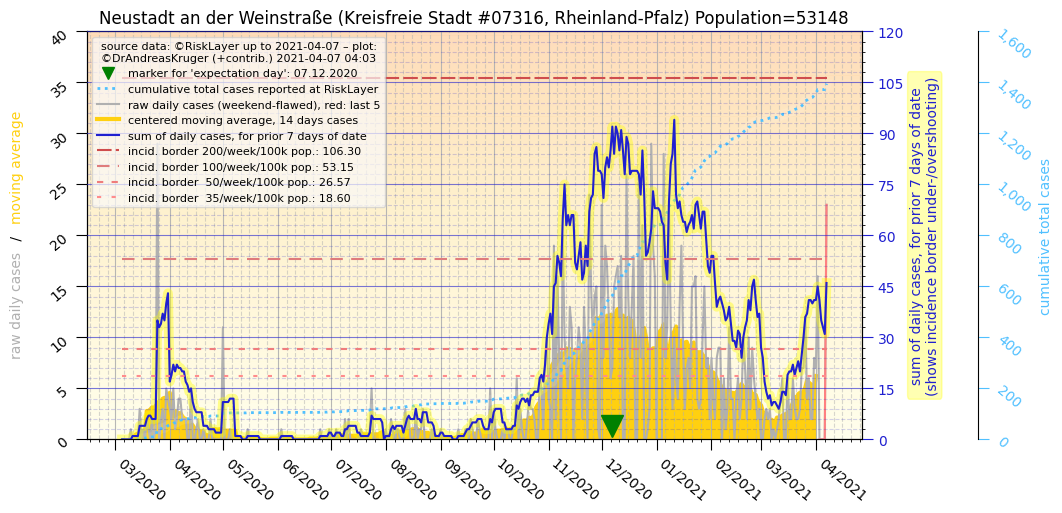 Neustadt an der Weinstraße (Kreisfreie Stadt #07316, Rheinland-Pfalz) Population=53148
source data: ©RiskLayer up to 2021-04-07 – plot:
©DrAndreasKruger (+contrib.) 2021-04-07 04:03
marker for 'expectation day': 07.12.2020
cumulative total cases reported at RiskLayer
raw daily cases (weekend-flawed), red: last 5
centered moving average, 14 days cases
sum of daily cases, for prior 7 days of date
incid. border 200/week/100k pop.: 106.30
incid. border 100/week/100k pop.: 53.15
incid. border  50/week/100k pop.: 26.57
incid. border  35/week/100k pop.: 18.60
raw daily cases / moving average
40
35
30
25
20
15
10
5
0
03/2020
04/2020
05/2020
06/2020
07/2020
08/2020
09/2020
10/2020
11/2020
12/2020
01/2021
02/2021
03/2021
04/2021
120
105
90
75
60
45
30
15
0
sum of daily cases, for prior 7 days of date
(shows incidence border under-/overshooting)
1,600
1,400
1,200
1,000
800
600
400
200
0
cumulative total cases